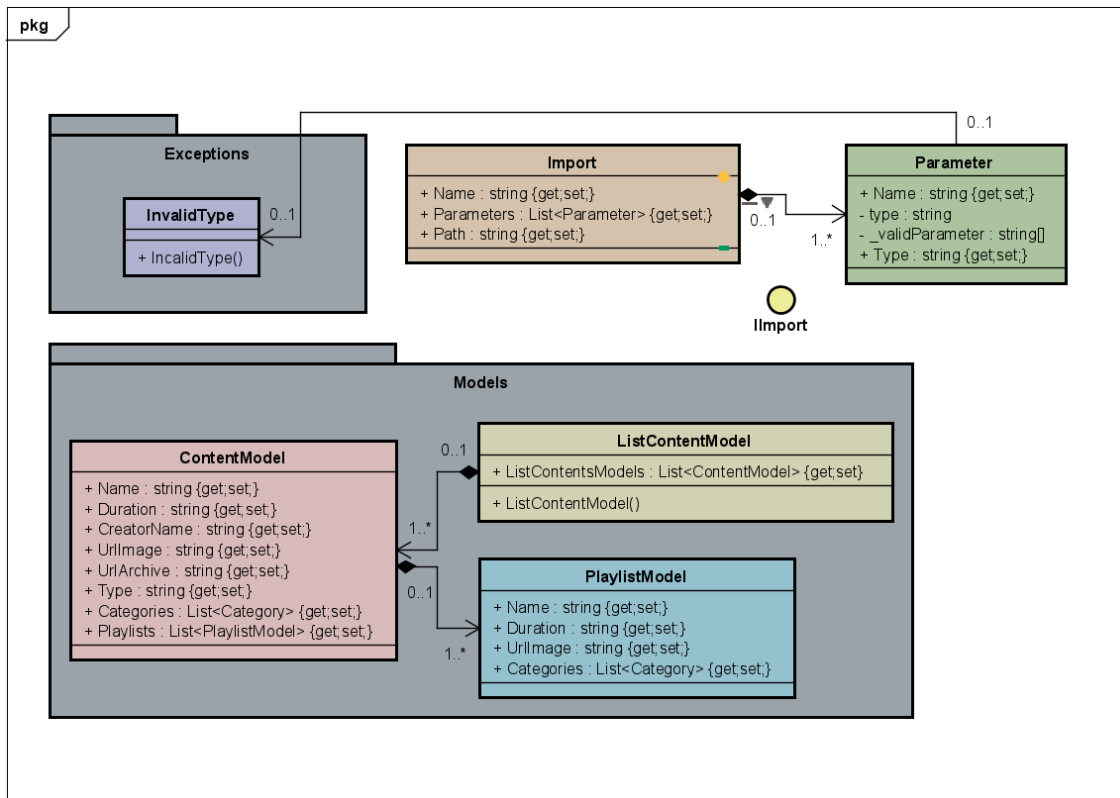 pkg
Exceptions
InvalidType
+ IncalidType()
0..1
0..1
Import
+ Name : string {get;set;}
+ Parameters : List<Parameter> {get;set;}
+ Path : string {get;set;}
0..1
1..*
Parameter
+ Name : string {get;set;}
- type : string
- _validParameter : string[]
+ Type : string {get;set;}
IImport
Models
ContentModel
+ Name : string {get;set;}
+ Duration : string {get;set;}
+ CreatorName : string {get;set;}
+ UrlImage : string {get;set;}
+ UrlArchive : string {get;set;}
+ Type : string {get;set;}
+ Categories : List<Category> {get;set;}
+ Playlists : List<PlaylistModel> {get;set;}
0..1
1..*
ListContentModel
+ ListContentsModels : List<ContentModel> {get;set}
+ ListContentModel()
0..1
1..*
PlaylistModel
+ Name : string {get;set;}
+ Duration : string {get;set;}
+ UrlImage : string {get;set;}
+ Categories : List<Category> {get;set;}